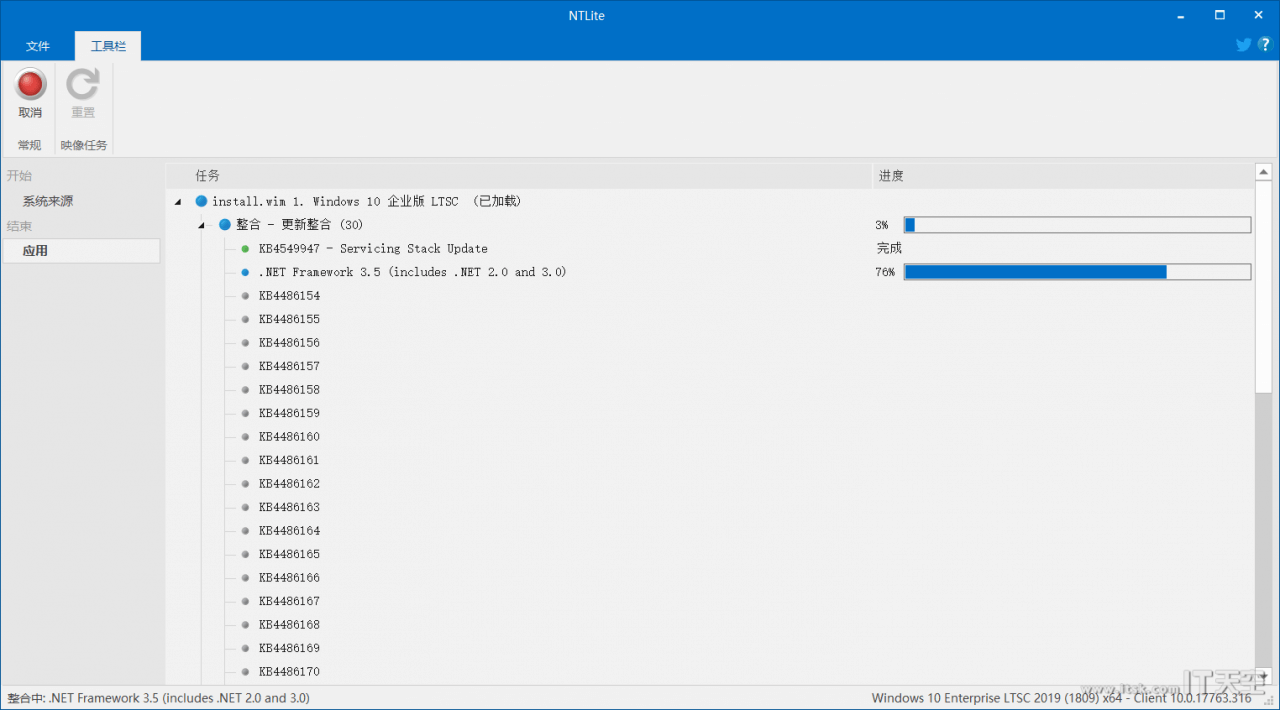 NTLite
文件 工具栏
取消 重置
常规 映像任务
开始
系统来源
结束
应用
任务 进度
install.wim 1. Windows 10 企业版 LTSC (已加载)
整合 - 更新整合 (30) 3%
KB4549947 - Servicing Stack Update 完成
.NET Framework 3.5 (includes .NET 2.0 and 3.0) 76%
KB4486154
KB4486155
KB4486156
KB4486157
KB4486158
KB4486159
KB4486160
KB4486161
KB4486162
KB4486163
KB4486164
KB4486165
KB4486166
KB4486167
KB4486168
KB4486169
KB4486170
整合中: .NET Framework 3.5 (includes .NET 2.0 and 3.0)
Windows 10 Enterprise LTSC 2019 (1809) x64 - Client 10.0.17763.316
www.itsk.com IT天空